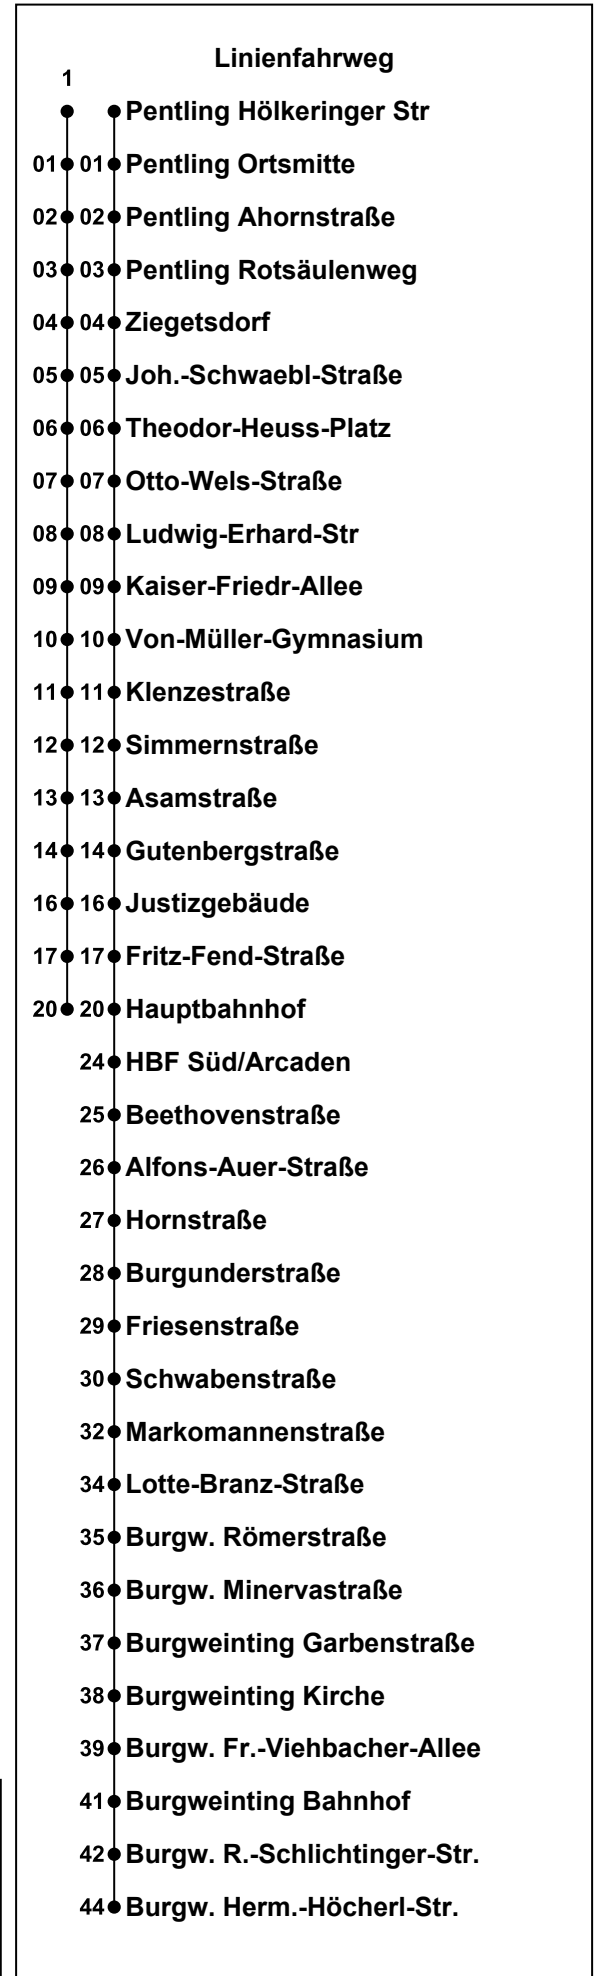 Linienfahrweg
1
Pentling Hölkeringer Str
01 01 Pentling Ortsmitte
02 02 Pentling Ahornstraße
03 03 Pentling Rotsäulenweg
04 04 Ziegetsdorf
05 05 Joh.-Schwaebl-Straße
06 06 Theodor-Heuss-Platz
07 07 Otto-Wels-Straße
08 08 Ludwig-Erhard-Str
09 09 Kaiser-Friedr-Allee
10 10 Von-Müller-Gymnasium
11 11 Klenzestraße
12 12 Simmernstraße
13 13 Asamstraße
14 14 Gutenbergstraße
16 16 Justizgebäude
17 17 Fritz-Fend-Straße
20 20 Hauptbahnhof
24 HBF Süd/Arcaden
25 Beethovenstraße
26 Alfons-Auer-Straße
27 Hornstraße
28 Burgunderstraße
29 Friesenstraße
30 Schwabenstraße
32 Markomannenstraße
34 Lotte-Branz-Straße
35 Burgw. Römerstraße
36 Burgw. Minervastraße
37 Burgweinting Garbenstraße
38 Burgweinting Kirche
39 Burgw. Fr.-Viehbacher-Allee
41 Burgweinting Bahnhof
42 Burgw. R.-Schlichtinger-Str.
44 Burgw. Herm.-Höcherl-Str.